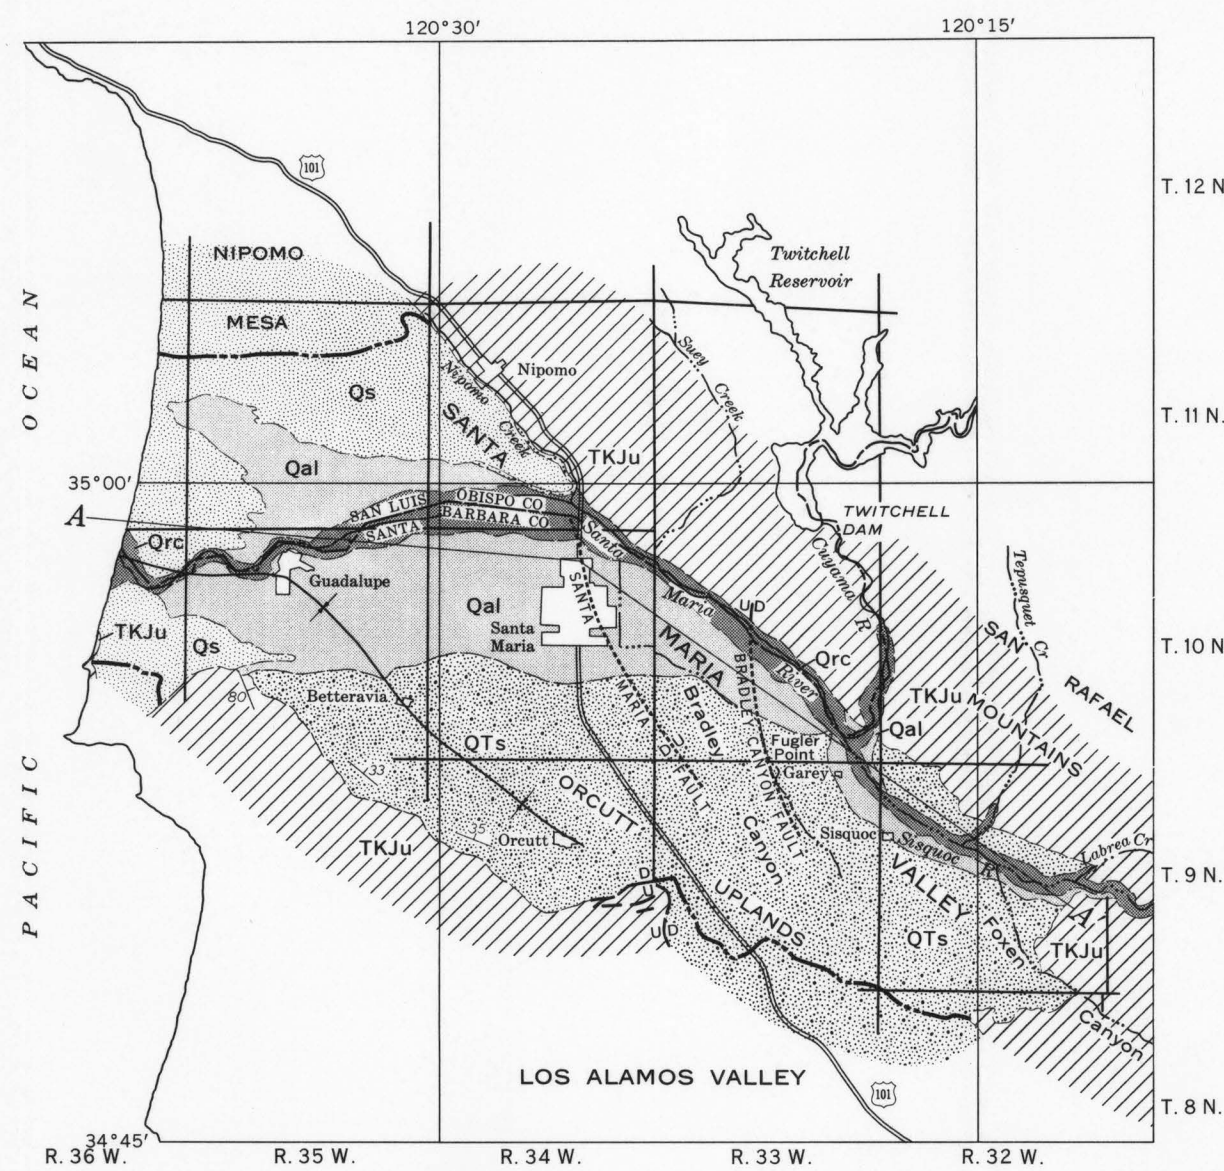 120°30′
120°15′
T. 12 N.
101
Twitchell
Reservoir
NIPOMO
MESA
OCEAN
Suey
Creek
Nipomo
Nipomo
Creek
Qs
SANTA
T. 11 N.
TKJu
Qal
35°00′
SAN LUIS OBISPO CO
SANTA BARBARA CO
A
TWITCHELL
DAM
Qrc
Santa
Cuyama R
Tepusquet Cr
Guadalupe
Maria
SANTA
U D
Qal
Santa
Maria
TKJu
Qs
MARIA
River
Qrc
SAN
T. 10 N.
RAFAEL
80
Betteravia
MARIA
FAULT
U
D
Bradley
Canyon
BRADLEY CANYON FAULT
TKJu
MOUNTAINS
Qal
QTs
Fugler
Point
Garey
33
ORCUTT
PACIFIC
35
Orcutt
Sisquoc
Sisquoc
R
Labrea Cr
TKJu
VALLEY
D
U
UPLANDS
T. 9 N.
A′
U D
QTs
Foxen
TKJu
Canyon
LOS ALAMOS VALLEY
101
T. 8 N.
34°45′
R. 36 W.
R. 35 W.
R. 34 W.
R. 33 W.
R. 32 W.